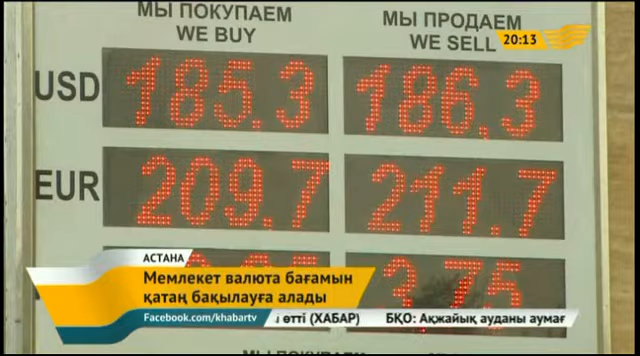 МЫ ПОКУПАЕМ
WE BUY
МЫ ПРОДАЕМ
WE SELL
20:13
USD 185.3 186.3
EUR 209.7 211.7
3.75
АСТАНА
Мемлекет валюта бағамын
қатаң бақылауға алады
Facebook.com/khabartv
і өтті (ХАБАР) БҚО: Ақжайық ауданы аумағ
МЫ ПОКУПАЕМ